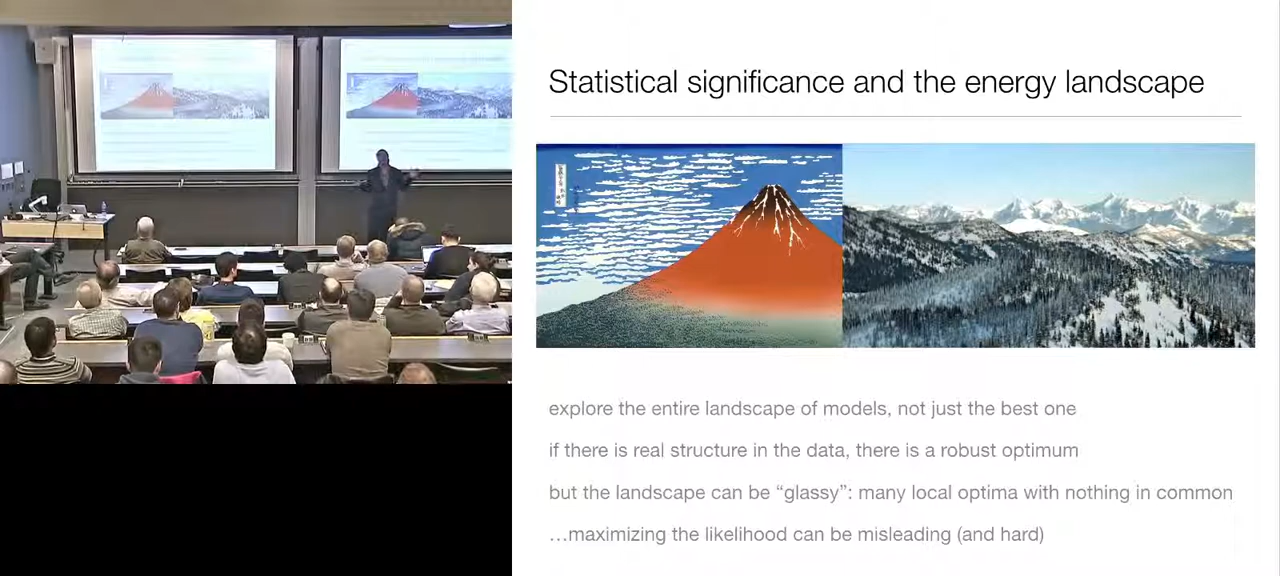 Statistical significance and the energy landscape
explore the entire landscape of models, not just the best one
if there is real structure in the data, there is a robust optimum
but the landscape can be “glassy”: many local optima with nothing in common
…maximizing the likelihood can be misleading (and hard)